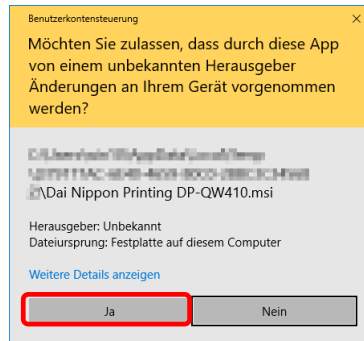 Benutzerkontensteuerung
Möchten Sie zulassen, dass durch diese App
von einem unbekannten Herausgeber
Änderungen an Ihrem Gerät vorgenommen
werden?
\Dai Nippon Printing DP-QW410.msi
Herausgeber: Unbekannt
Dateiursprung: Festplatte auf diesem Computer
Weitere Details anzeigen
Ja
Nein